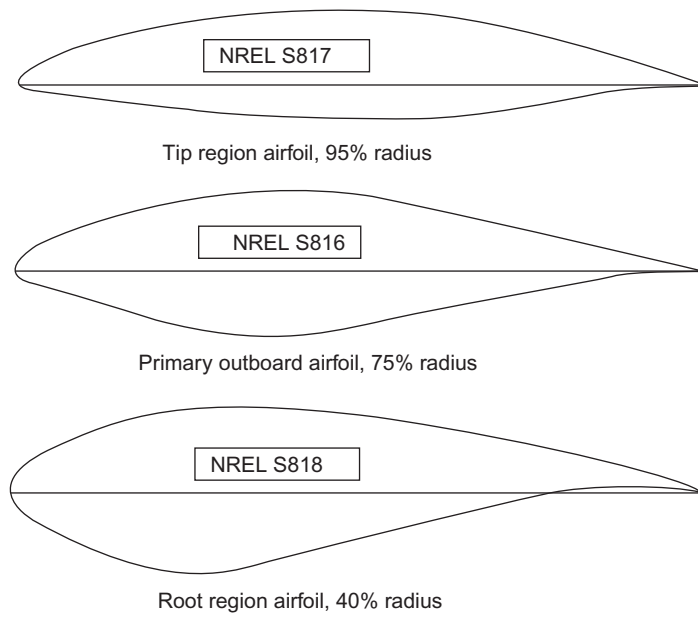 NREL S817
Tip region airfoil, 95% radius
NREL S816
Primary outboard airfoil, 75% radius
NREL S818
Root region airfoil, 40% radius